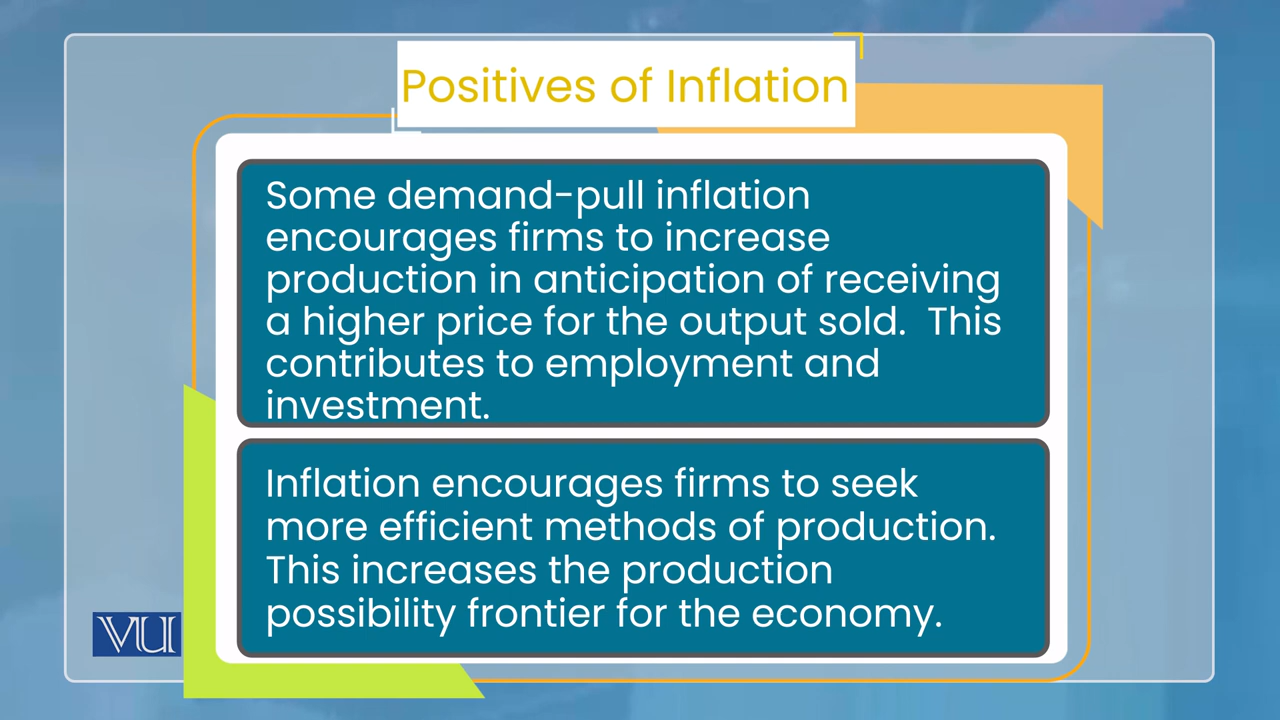 Positives of Inflation
Some demand-pull inflation
encourages firms to increase
production in anticipation of receiving
a higher price for the output sold.  This
contributes to employment and
investment.
Inflation encourages firms to seek
more efficient methods of production.
This increases the production
possibility frontier for the economy.
VU